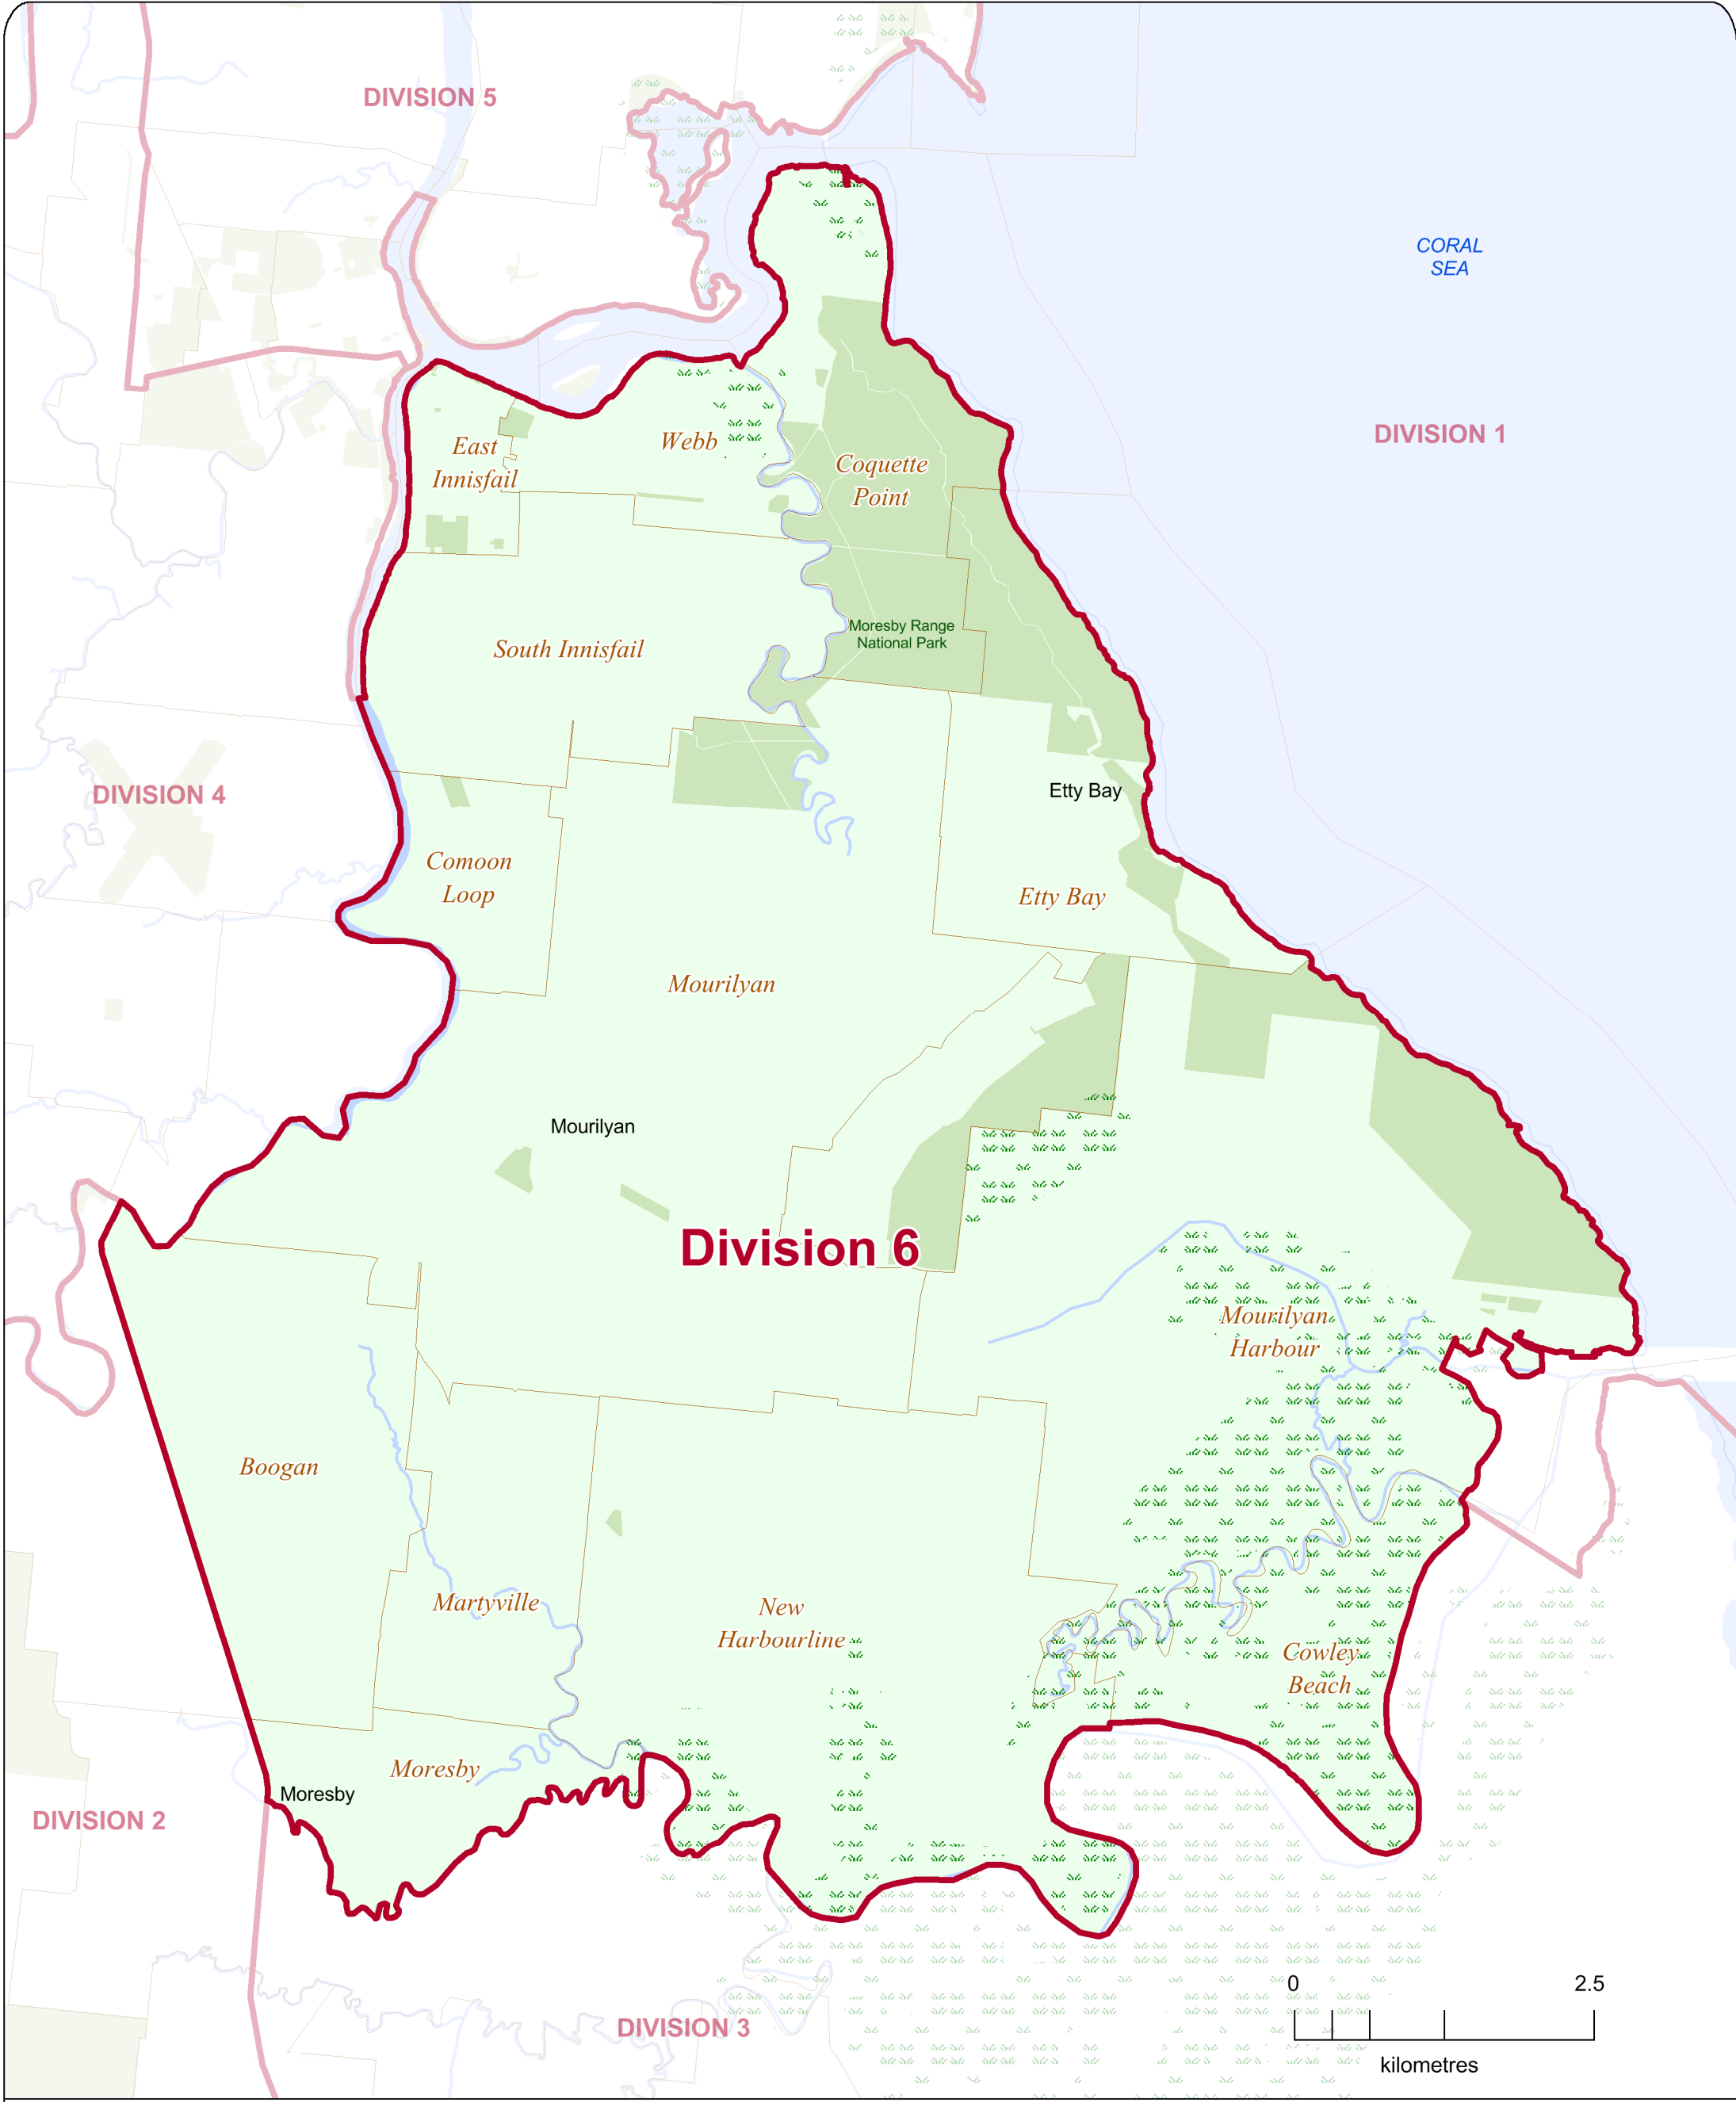 DIVISION 5
CORAL
SEA
DIVISION 1
East
Innisfail
Webb
Coquette
Point
Moresby Range
National Park
South Innisfail
DIVISION 4
Etty Bay
Comoon
Loop
Etty Bay
Mourilyan
Mourilyan
Division 6
Mourilyan
Harbour
Boogan
Martyville
New
Harbourline
Cowley
Beach
Moresby
Moresby
DIVISION 2
DIVISION 3
0 2.5
kilometres